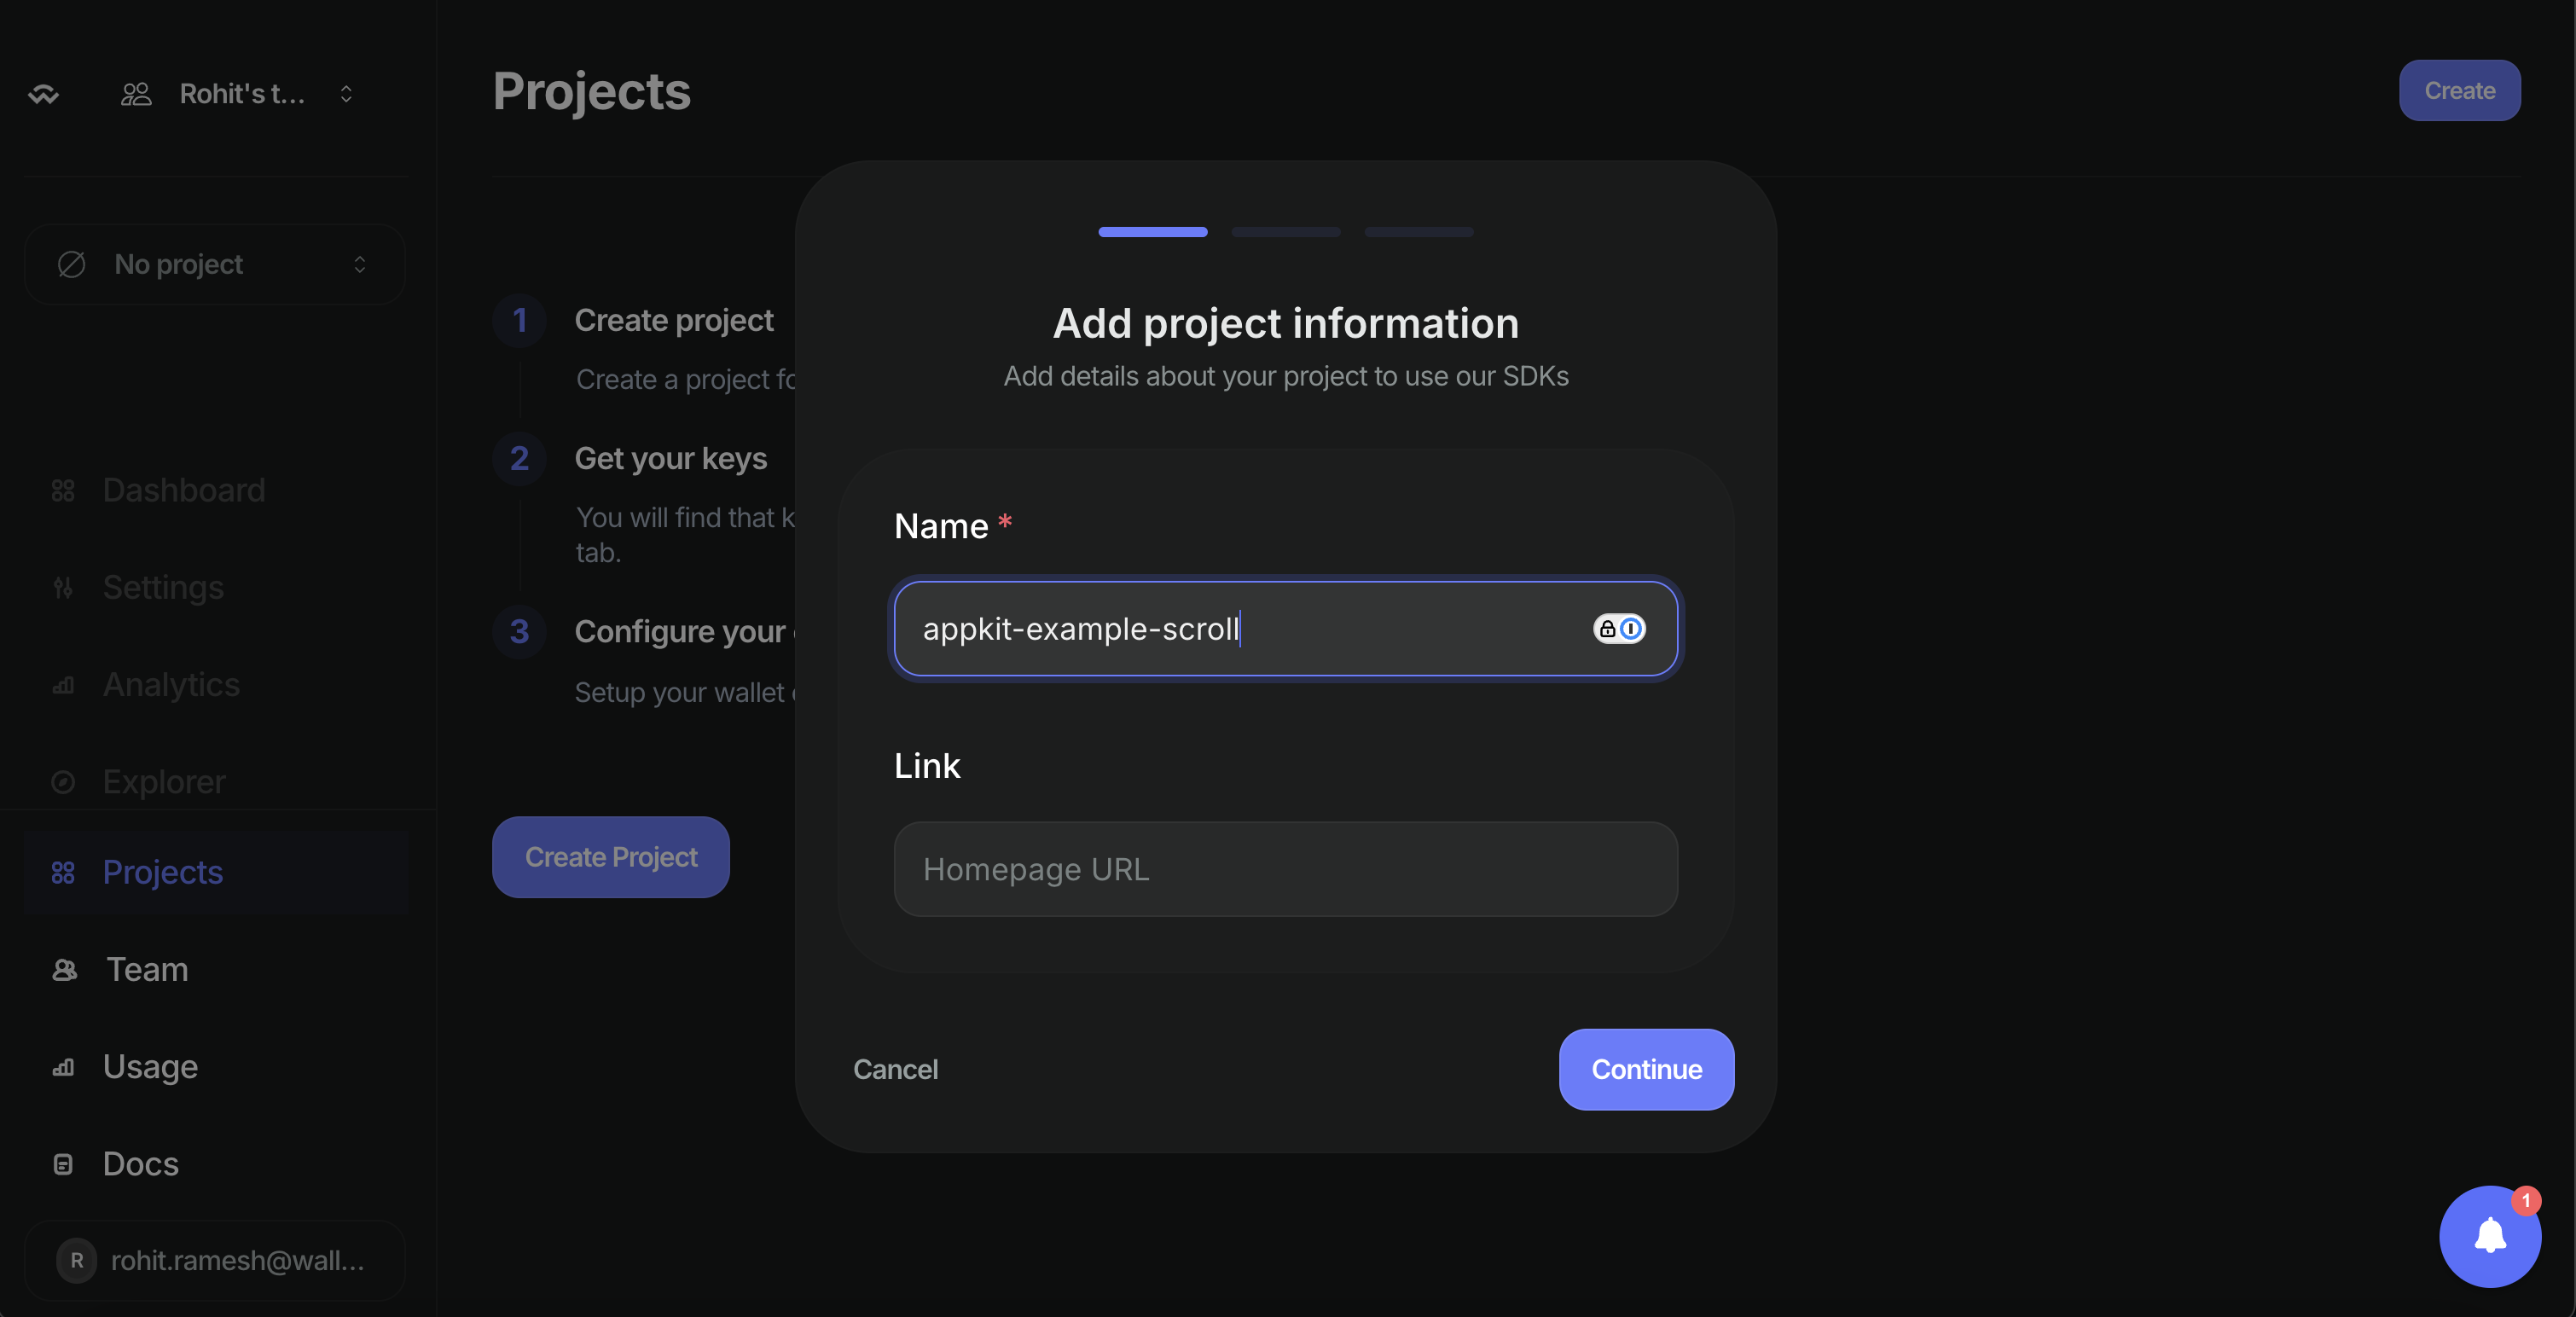 Rohit's t...
No project
Dashboard
Settings
Analytics
Explorer
Projects
Team
Usage
Docs
R
rohit.ramesh@wall...
Projects
Create
1
Create project
Create a project
2
Get your keys
You will find that
tab.
3
Configure your
Setup your wallet
Create Project
Add project information
Add details about your project to use our SDKs
Name *
appkit-example-scroll
Link
Homepage URL
Cancel
Continue
1